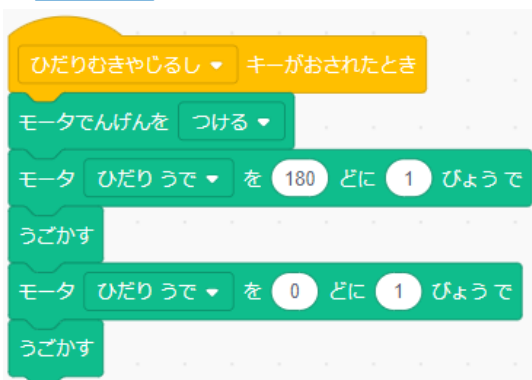 ひだりむきやじるし キーがおされたとき
モータでんげんを つける
モータ ひだり うで を 180 どに 1 びょう で
うごかす
モータ ひだり うで を 0 どに 1 びょう で
うごかす